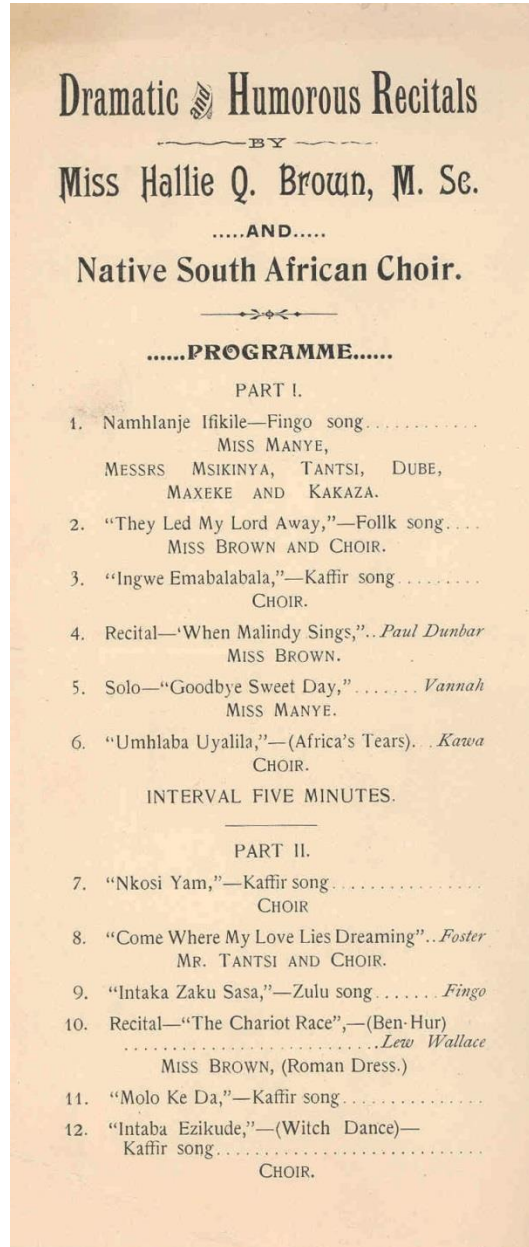 Dramatic and Humorous Recitals
BY
Miss Hallie Q. Brown, M. Sc.
.....AND.....
Native South African Choir.
......PROGRAMME......
PART I.
1. Namhlanje Ifikile—Fingo song............
MISS MANYE,
MESSRS MSIKINYA, TANTSI, DUBE,
MAXEKE AND KAKAZA.
2. "They Led My Lord Away,"—Follk song....
MISS BROWN AND CHOIR.
3. "Ingwe Emabalabala,"—Kaffir song.........
CHOIR.
4. Recital—'When Malindy Sings,"..Paul Dunbar
MISS BROWN.
5. Solo—"Goodbye Sweet Day,"....... Vannah
MISS MANYE.
6. "Umhlaba Uyalila,"—(Africa's Tears)...Kawa
CHOIR.
INTERVAL FIVE MINUTES.
PART II.
7. "Nkosi Yam,"—Kaffir song................
CHOIR
8. "Come Where My Love Lies Dreaming"..Foster
MR. TANTSI AND CHOIR.
9. "Intaka Zaku Sasa,"—Zulu song.......Fingo
10. Recital—"The Chariot Race",—(Ben-Hur)
...........................Lew Wallace
MISS BROWN, (Roman Dress.)
11. "Molo Ke Da,"—Kaffir song...............
12. "Intaba Ezikude,"—(Witch Dance)—
Kaffir song............................
CHOIR.